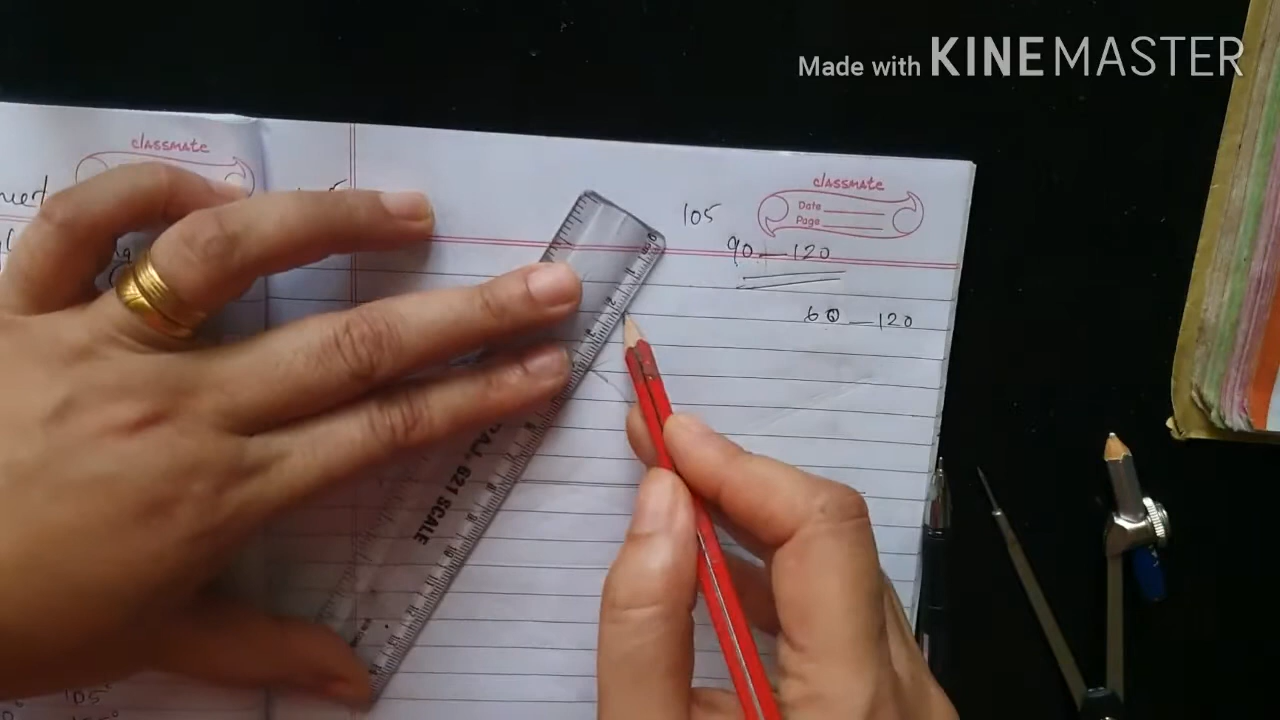 Made with KINEMASTER
classmate
classmate
Date
Page
105
90—120
60—120
621 SCALE
105°